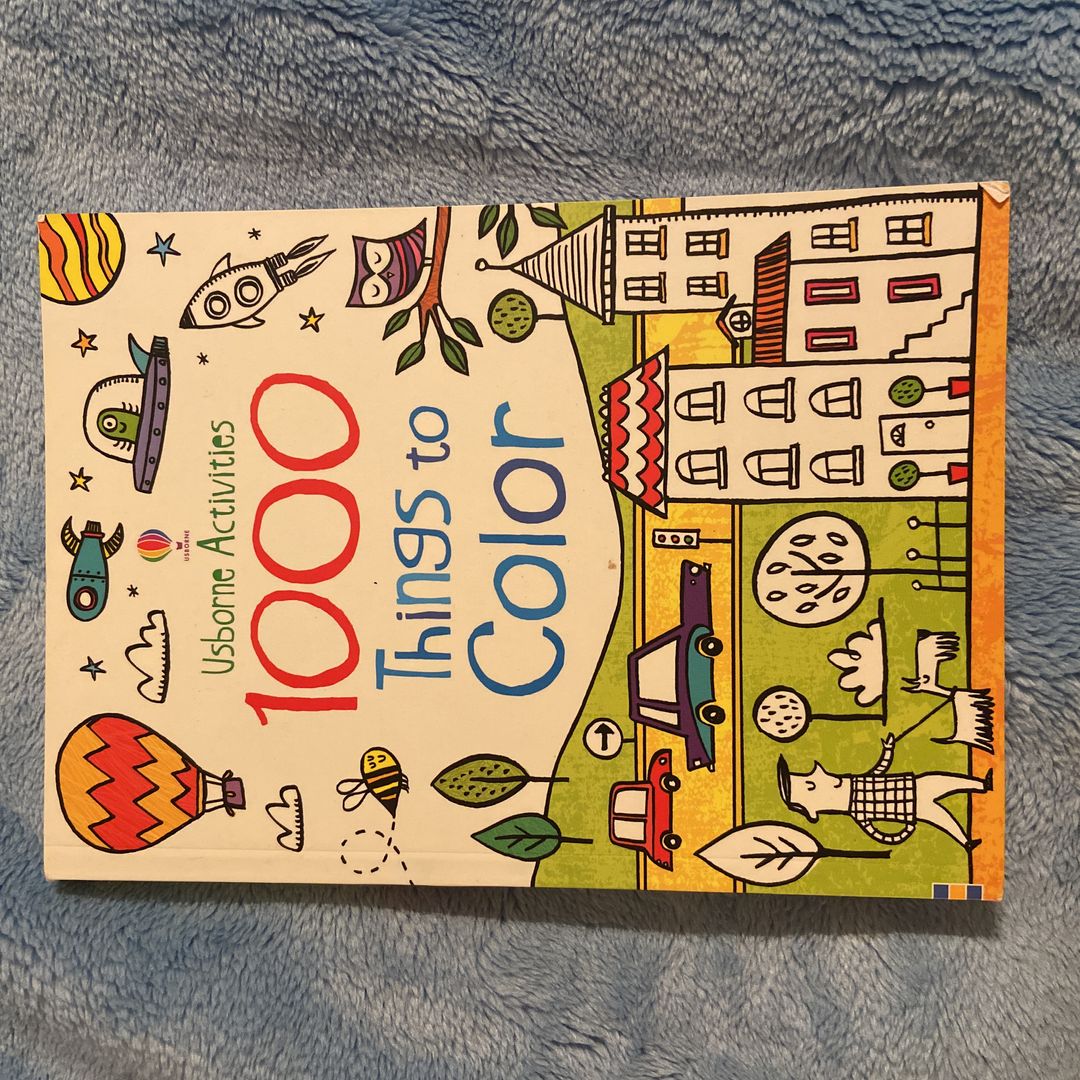 USBORNE
Usborne Activities
1000
Things to
Color